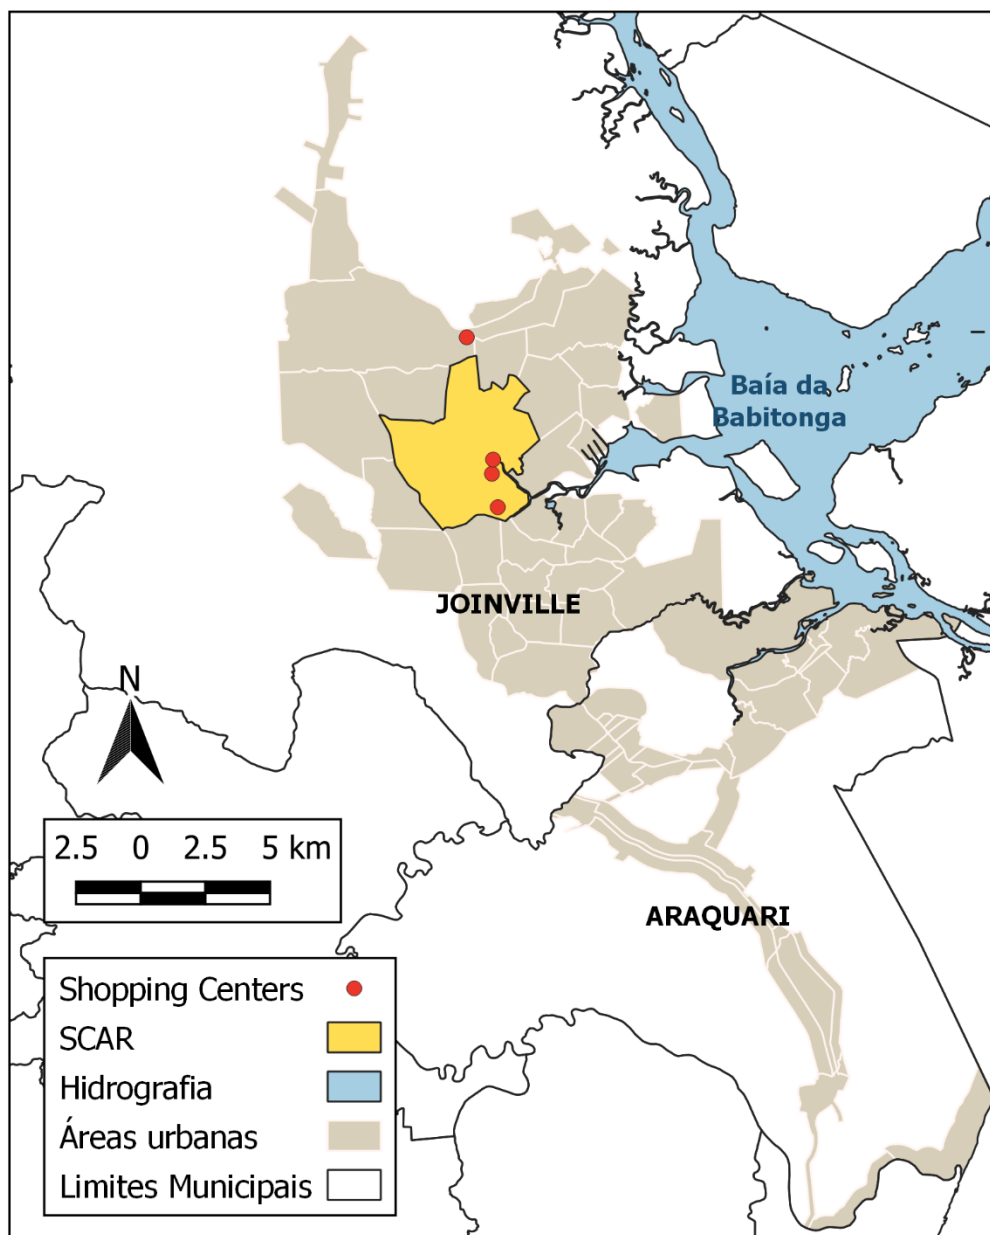 Baía da
Babitonga
JOINVILLE
N
2.5 0 2.5 5 km
ARAQUARI
Shopping Centers
SCAR
Hidrografia
Áreas urbanas
Limites Municipais